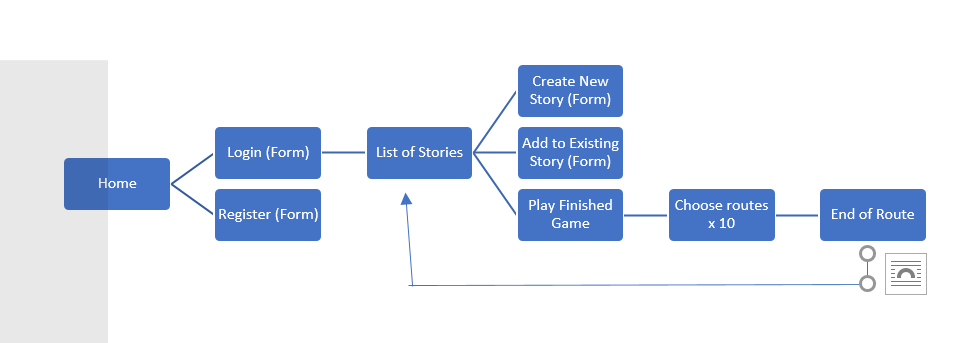 Home
Login (Form)
Register (Form)
List of Stories
Create New
Story (Form)
Add to Existing
Story (Form)
Play Finished
Game
Choose routes
x 10
End of Route